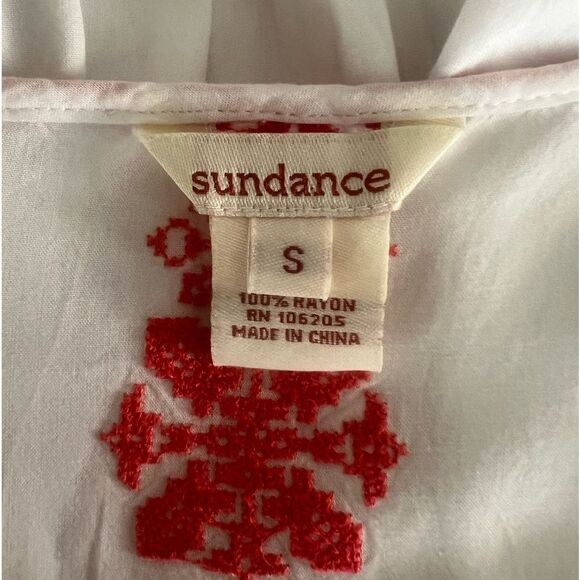 sundance
S
100% RAYON
RN 106205
MADE IN CHINA